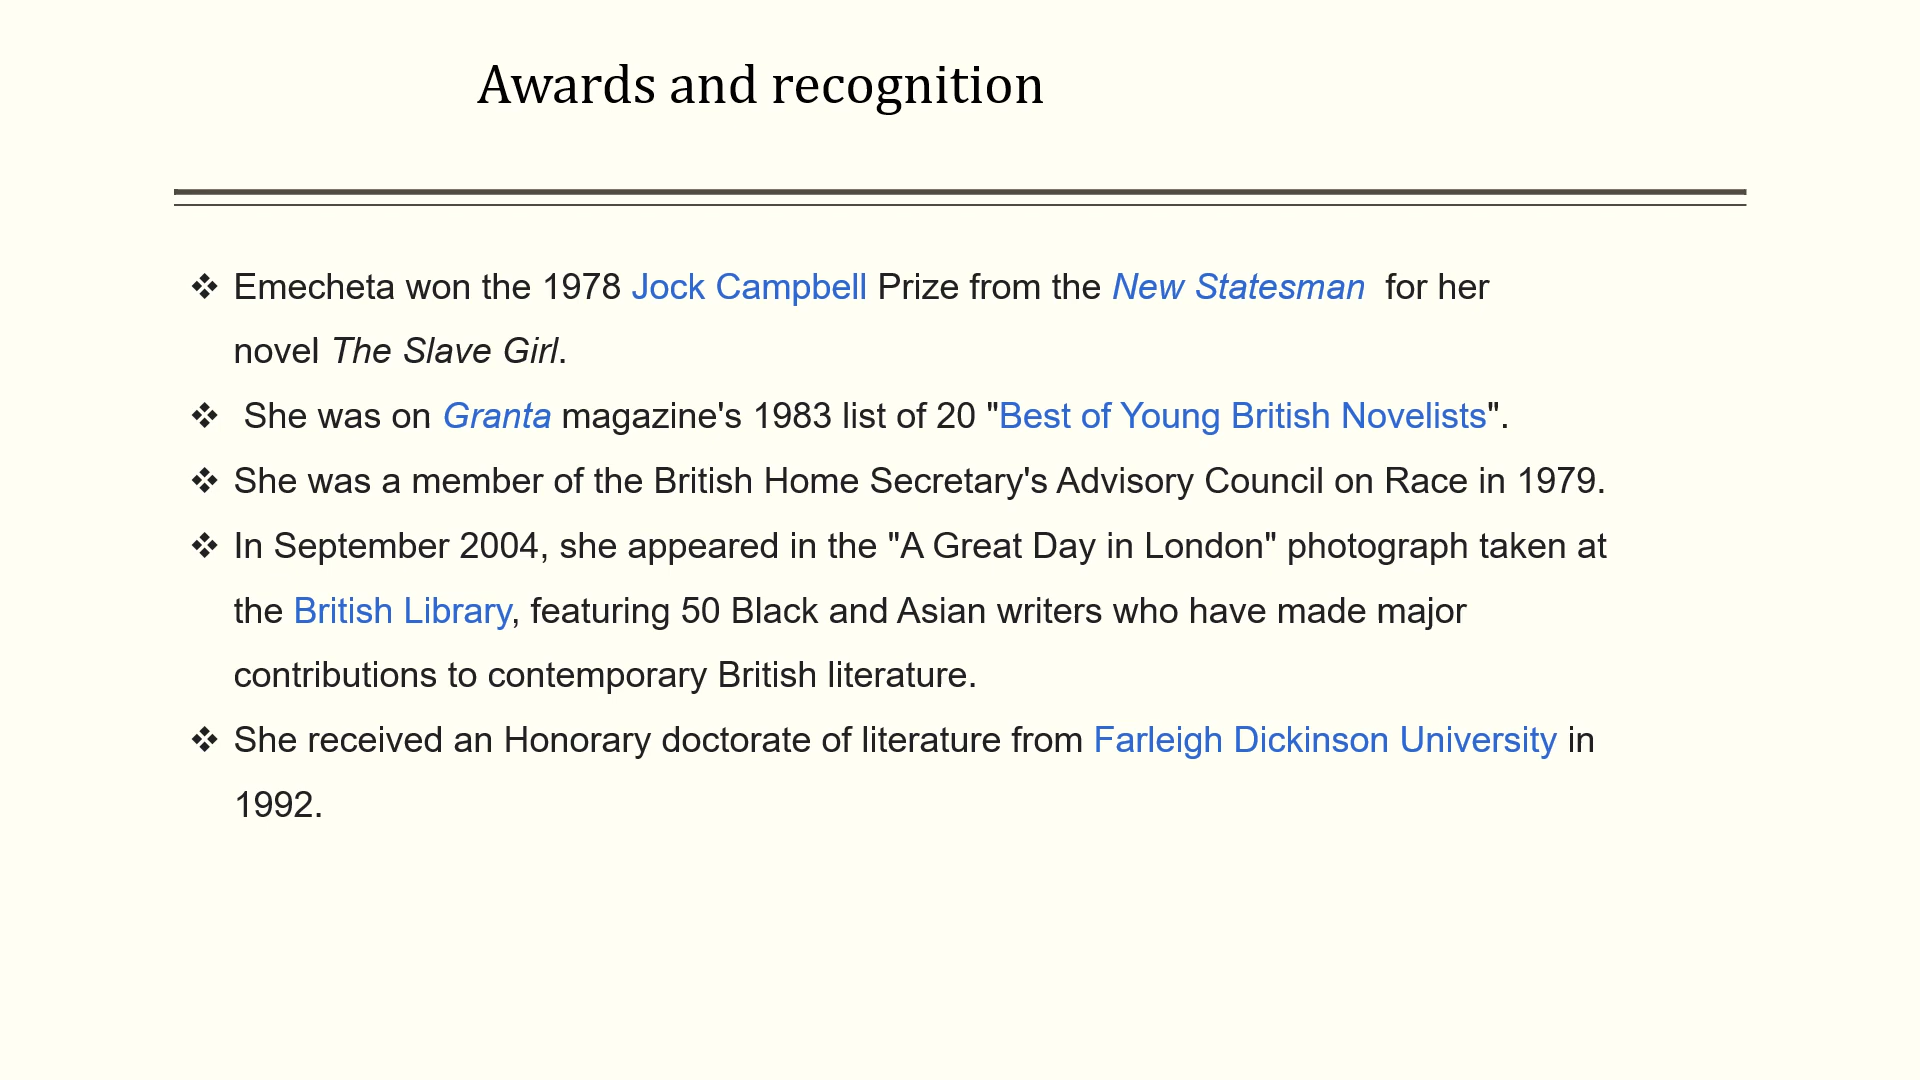 Awards and recognition
❖ Emecheta won the 1978 Jock Campbell Prize from the New Statesman  for her
novel The Slave Girl.
❖  She was on Granta magazine's 1983 list of 20 "Best of Young British Novelists".
❖ She was a member of the British Home Secretary's Advisory Council on Race in 1979.
❖ In September 2004, she appeared in the "A Great Day in London" photograph taken at
the British Library, featuring 50 Black and Asian writers who have made major
contributions to contemporary British literature.
❖ She received an Honorary doctorate of literature from Farleigh Dickinson University in
1992.